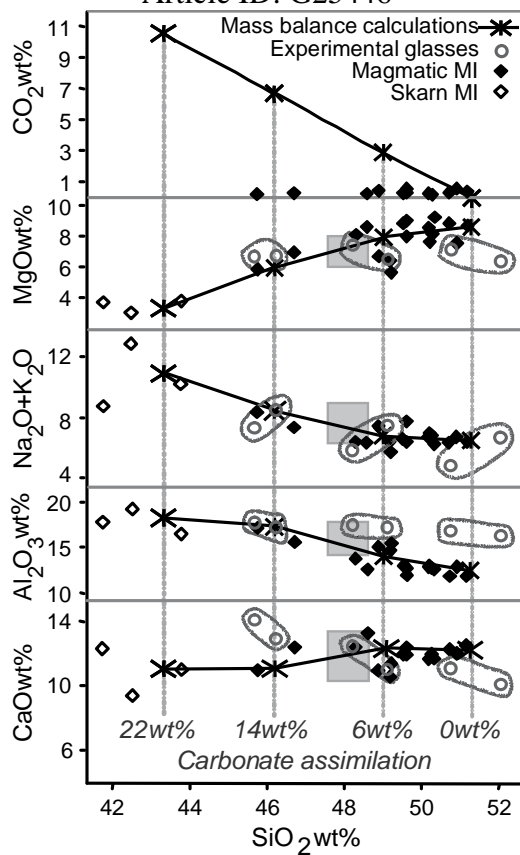 Article ID: G23446
Mass balance calculations
Experimental glasses
Magmatic MI
Skarn MI
CO2wt%
11
9
7
5
3
1
MgOwt%
10
8
6
4
Na2O+K2O
12
8
4
Al2O3wt%
20
15
10
CaOwt%
14
10
6
22wt% 14wt% 6wt% 0wt%
Carbonate assimilation
42 44 46 48 50 52
SiO2wt%